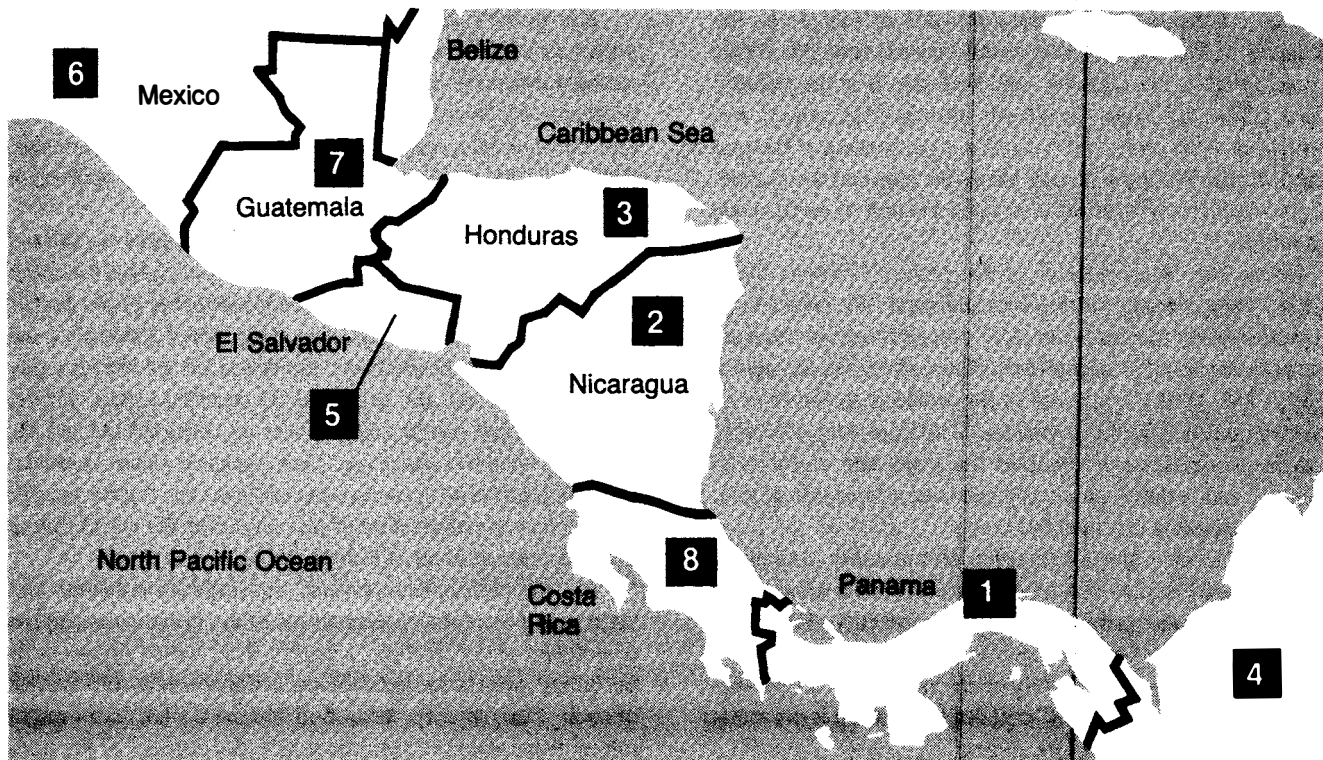 Belize
6
Mexico
Caribbean Sea
7
Guatemala
3
Honduras
2
El Salvador
Nicaragua
5
North Pacific Ocean
8
Costa
Rica
Panama
1
4